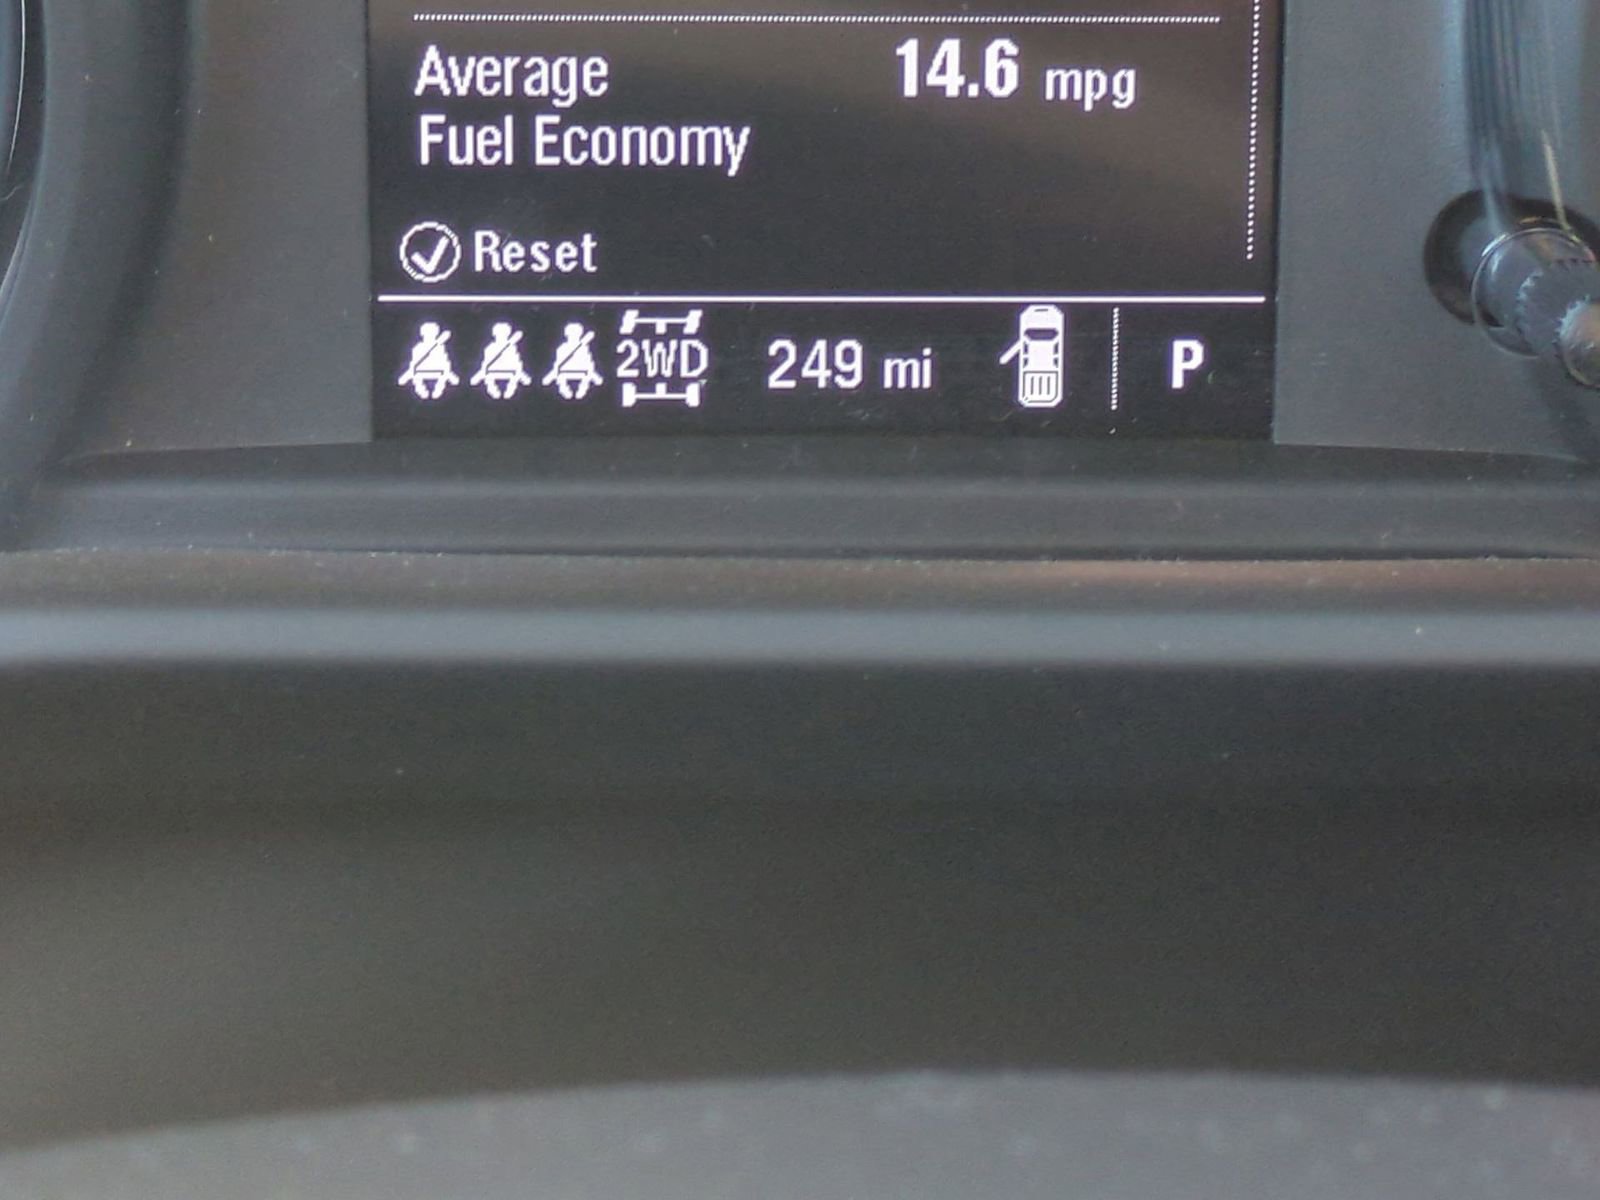 Average 14.6 mpg
Fuel Economy
Reset
2WD 249 mi P